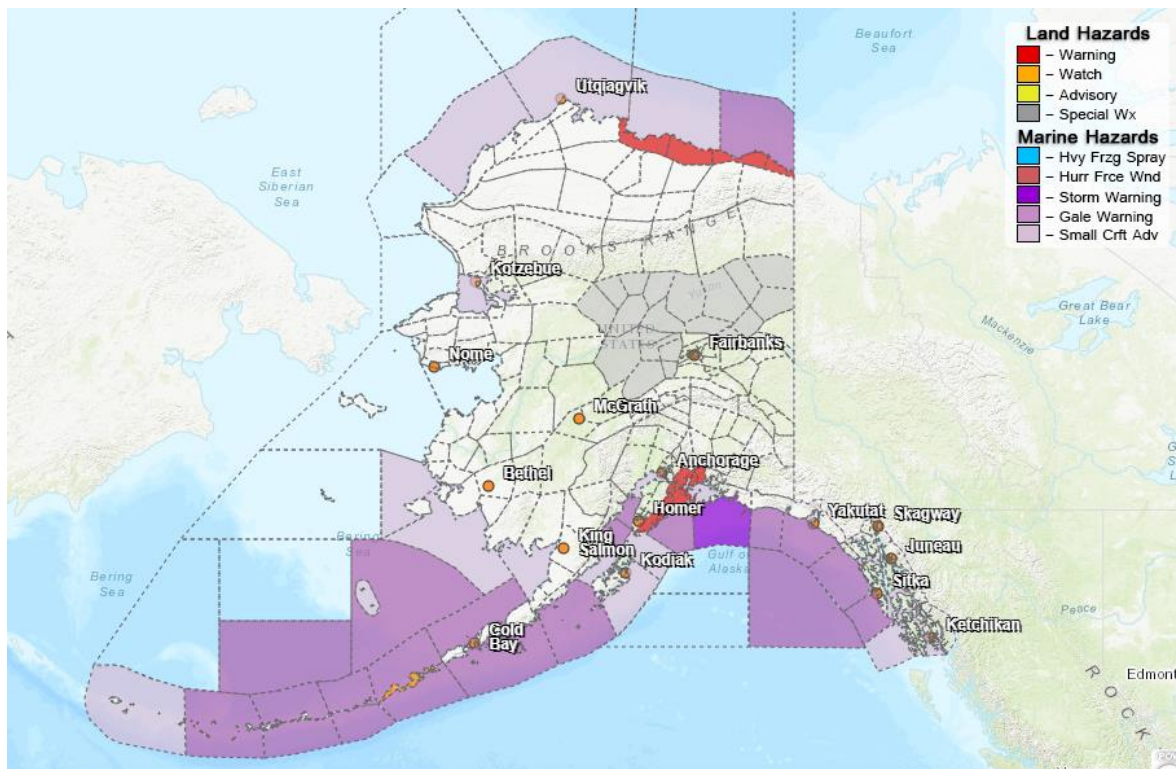 Beaufort
Sea
Land Hazards
– Warning
– Watch
– Advisory
– Special Wx
Marine Hazards
– Hvy Frzg Spray
– Hurr Frce Wnd
– Storm Warning
– Gale Warning
– Small Crft Adv
Utqiagvik
East
Siberian
Sea
BROOKS RANGE
Kotzebue
Yukon
Great Bear
Lake
Mackenzie
UNITED
STATES
Fairbanks
Nome
McGrath
Anchorage
Bethel
Homer
Yakutat
Skagway
King
Salmon
Bering
Sea
Juneau
Kodiak
Gulf of
Alaska
Sitka
Bering
Sea
Peace
Cold
Bay
Ketchikan
Edmont
ROCK